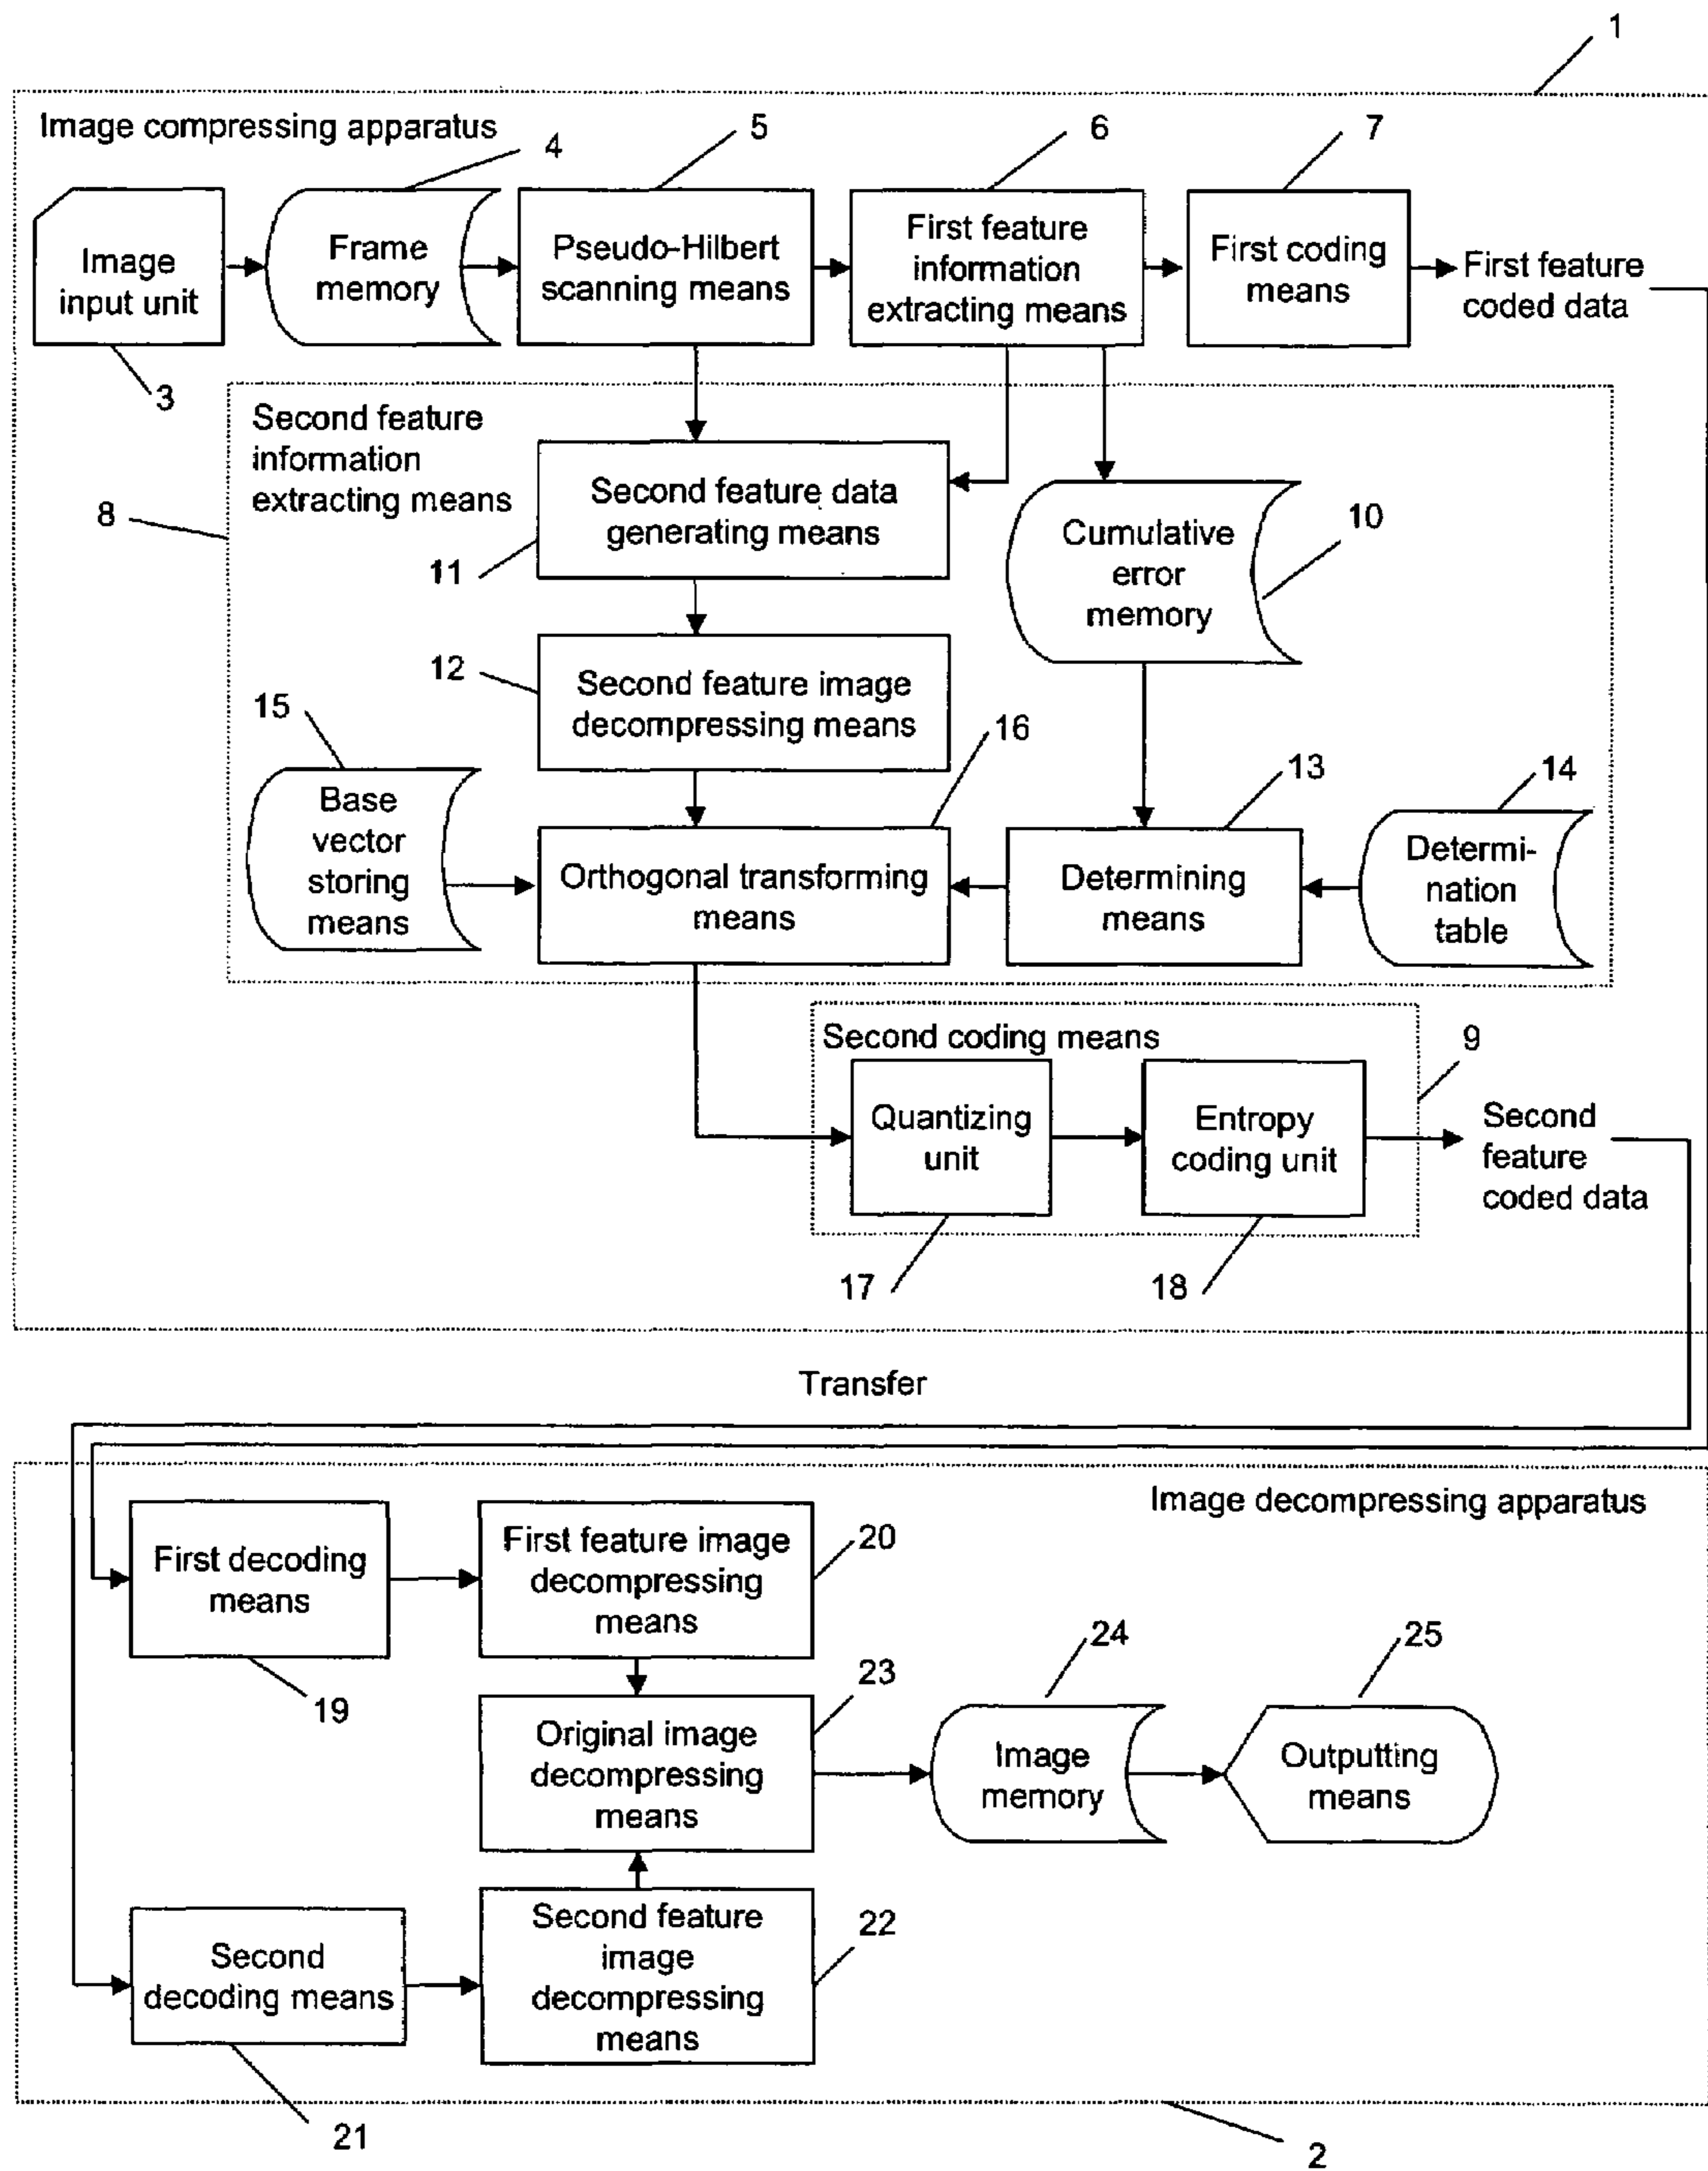 1
Image compressing apparatus
4
5
6
7
Image
input unit
Frame
memory
Pseudo-Hilbert
scanning means
First feature
information
extracting means
First coding
means
First feature
coded data
3
Second feature
information
extracting means
8
Second feature data
generating means
11
Cumulative
error
memory
10
12
Second feature image
decompressing means
15
16
13
14
Base
vector
storing
means
Orthogonal transforming
means
Determining
means
Determi-
nation
table
Second coding means
9
Quantizing
unit
Entropy
coding unit
Second
feature
coded data
17
18
Transfer
Image decompressing apparatus
First decoding
means
First feature image
decompressing
means
20
19
23
24
25
Original image
decompressing
means
Image
memory
Outputting
means
Second
decoding means
Second feature
image
decompressing
means
22
21
2